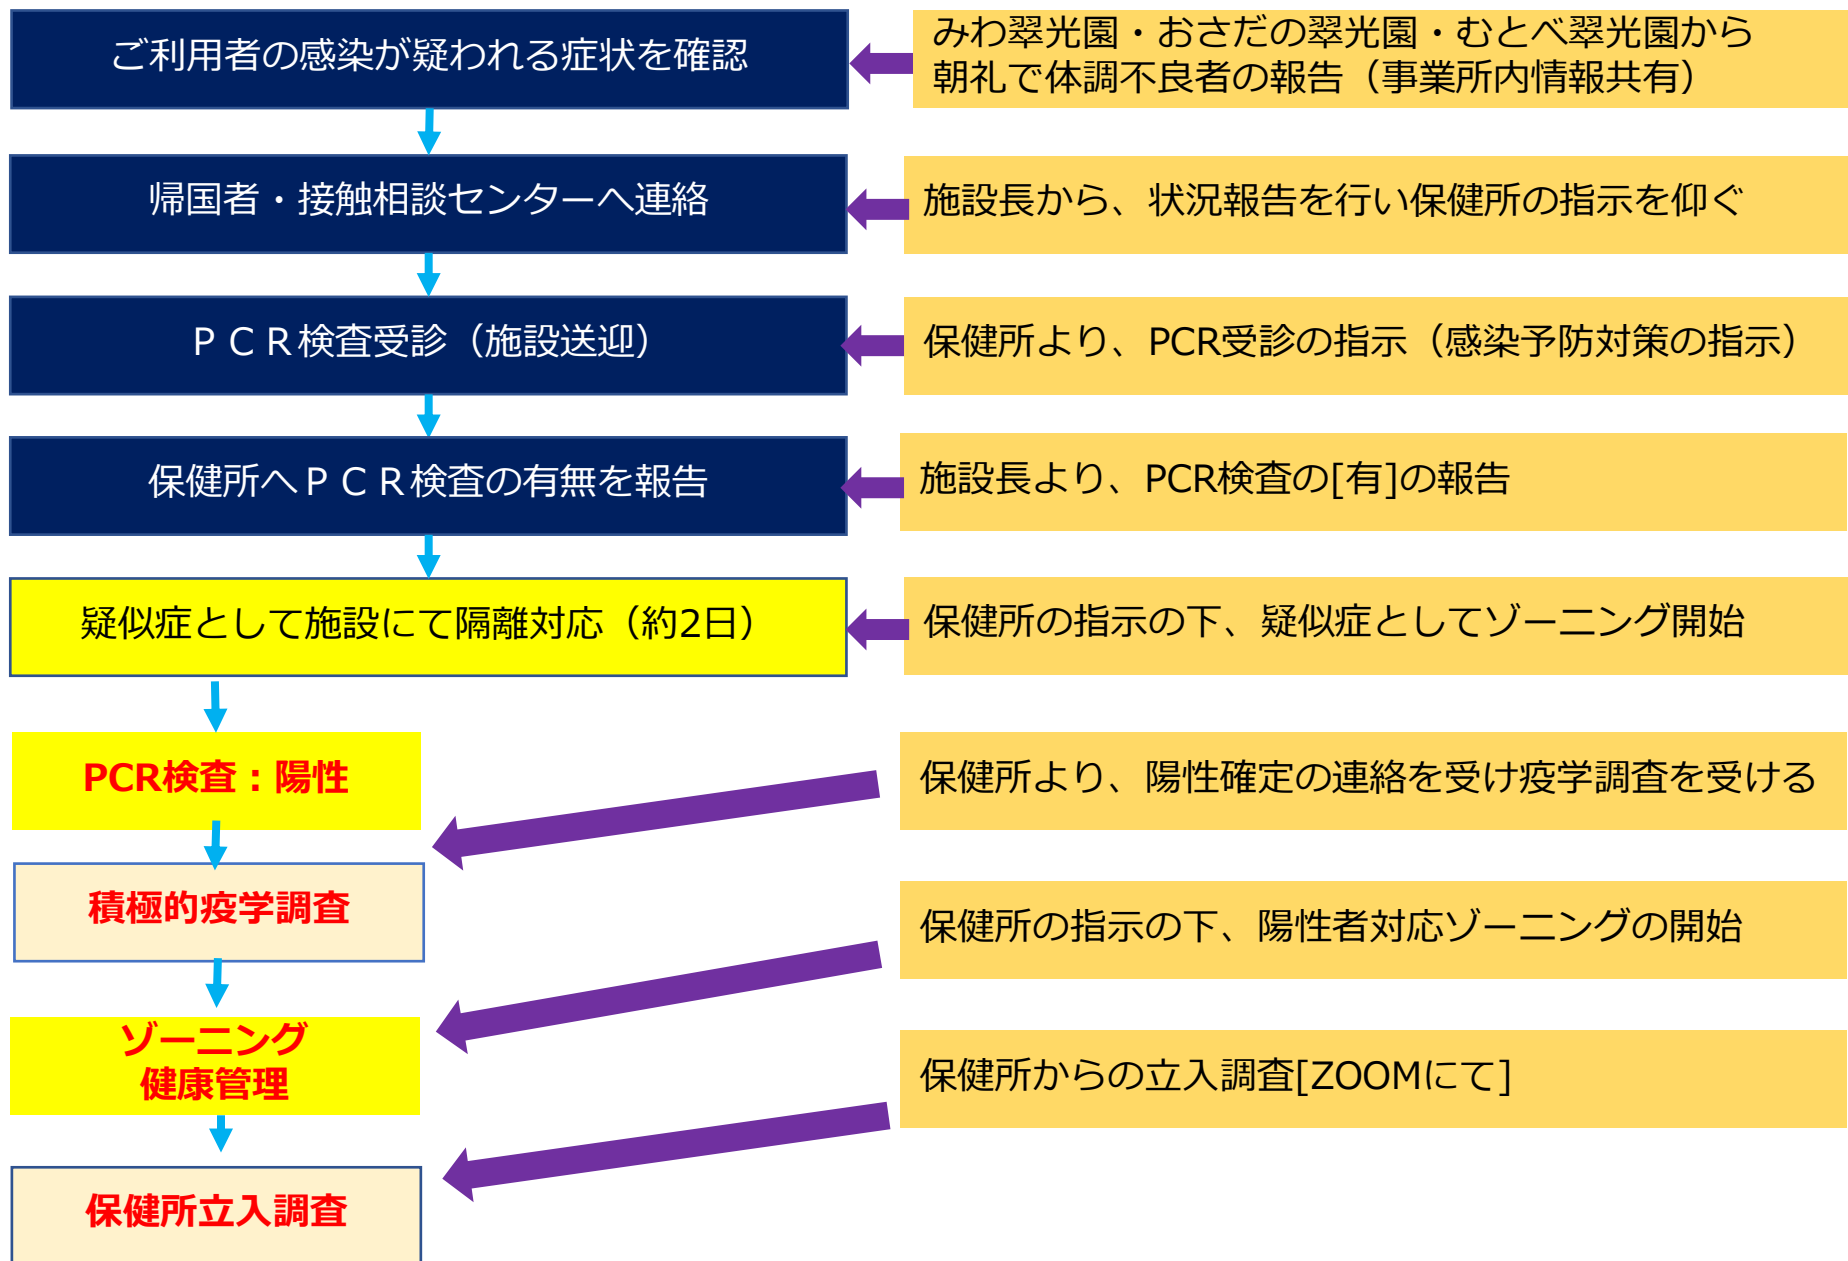 ご利用者の感染が疑われる症状を確認
みわ翠光園・おさだの翠光園・むとべ翠光園から
朝礼で体調不良者の報告（事業所内情報共有）
帰国者・接触相談センターへ連絡
施設長から、状況報告を行い保健所の指示を仰ぐ
ＰＣＲ検査受診（施設送迎）
保健所より、PCR受診の指示（感染予防対策の指示）
保健所へＰＣＲ検査の有無を報告
施設長より、PCR検査の[有]の報告
疑似症として施設にて隔離対応（約2日）
保健所の指示の下、疑似症としてゾーニング開始
PCR検査：陽性
保健所より、陽性確定の連絡を受け疫学調査を受ける
積極的疫学調査
保健所の指示の下、陽性者対応ゾーニングの開始
ゾーニング
健康管理
保健所からの立入調査[ZOOMにて]
保健所立入調査